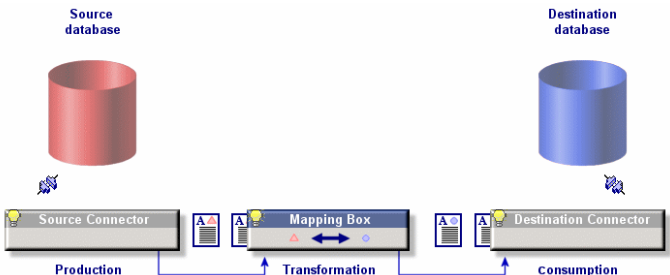 Source
database
Destination
database
Source Connector
A
A
Mapping Box
A
A
Destination Connector
Production
Transformation
Consumption